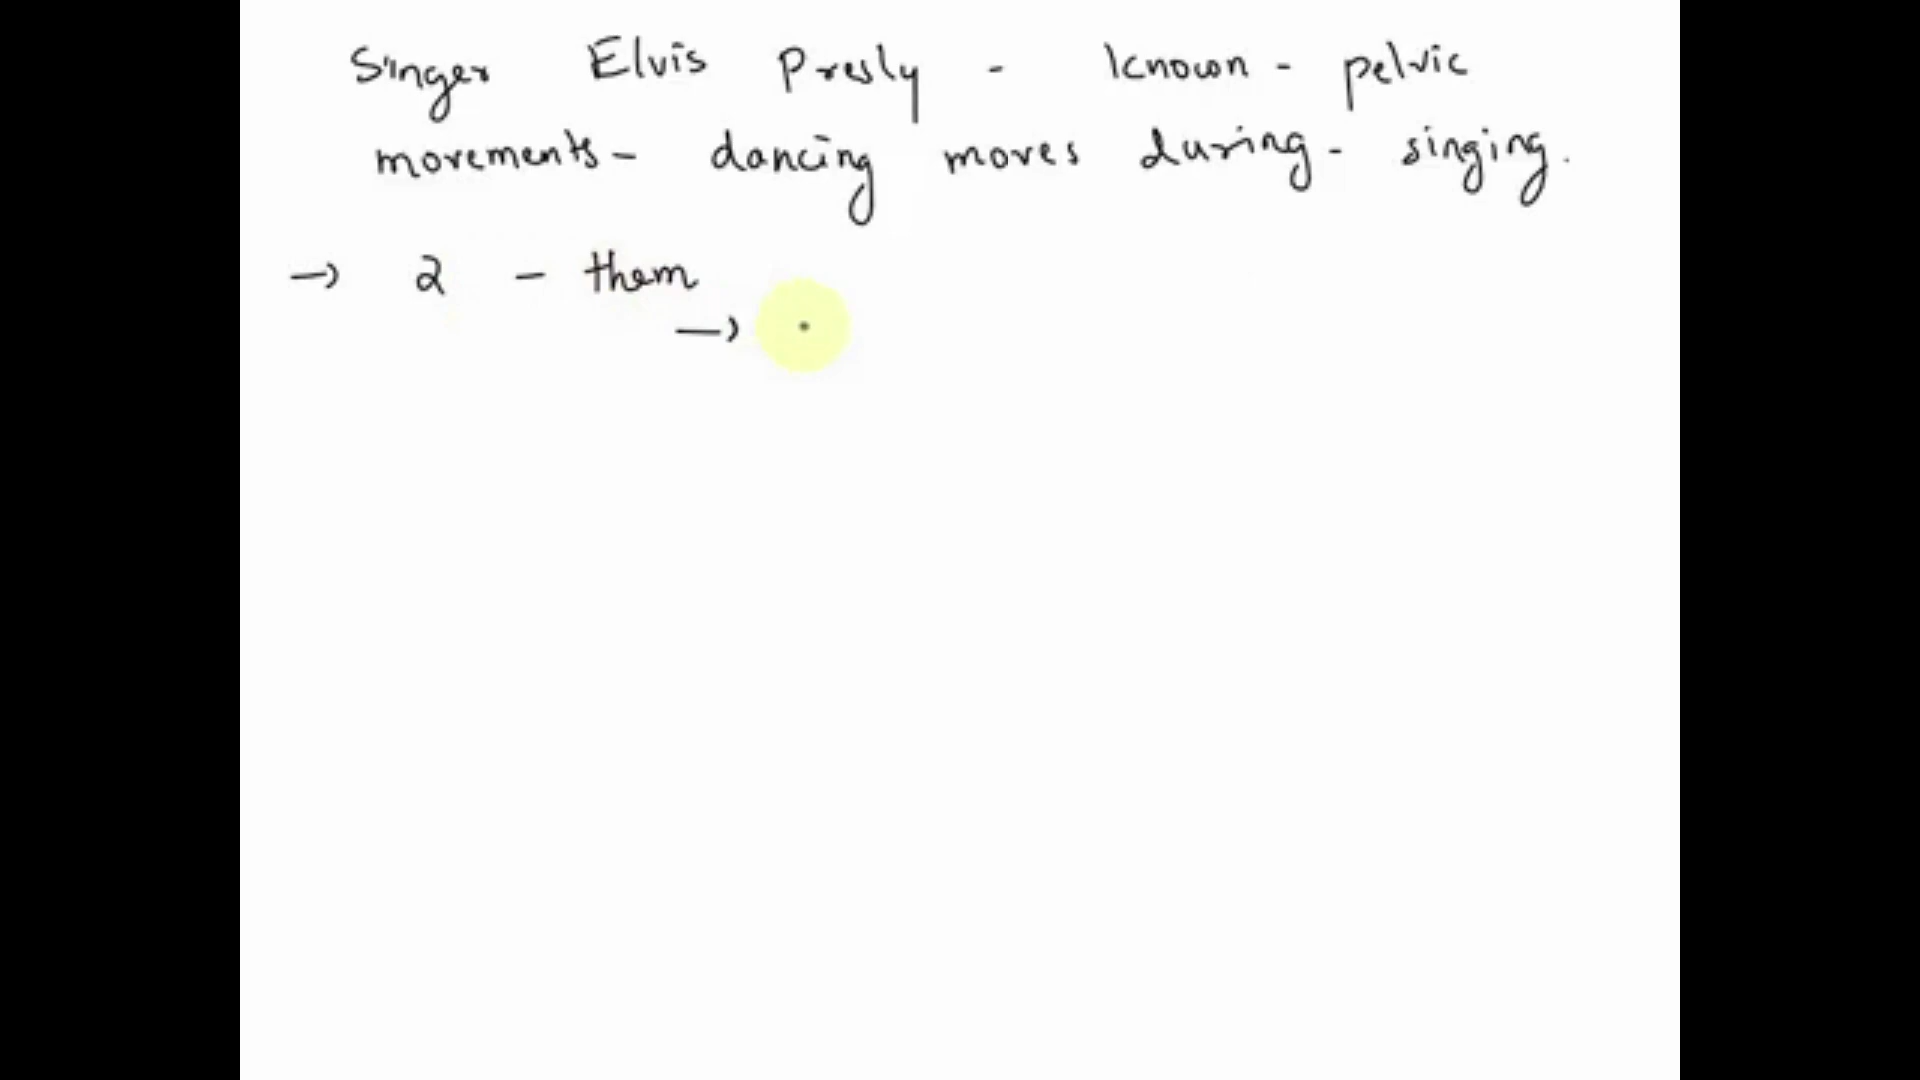 Singer Elvis Presly - known - pelvic
movements - dancing moves during - singing.
→ 2 - them
→